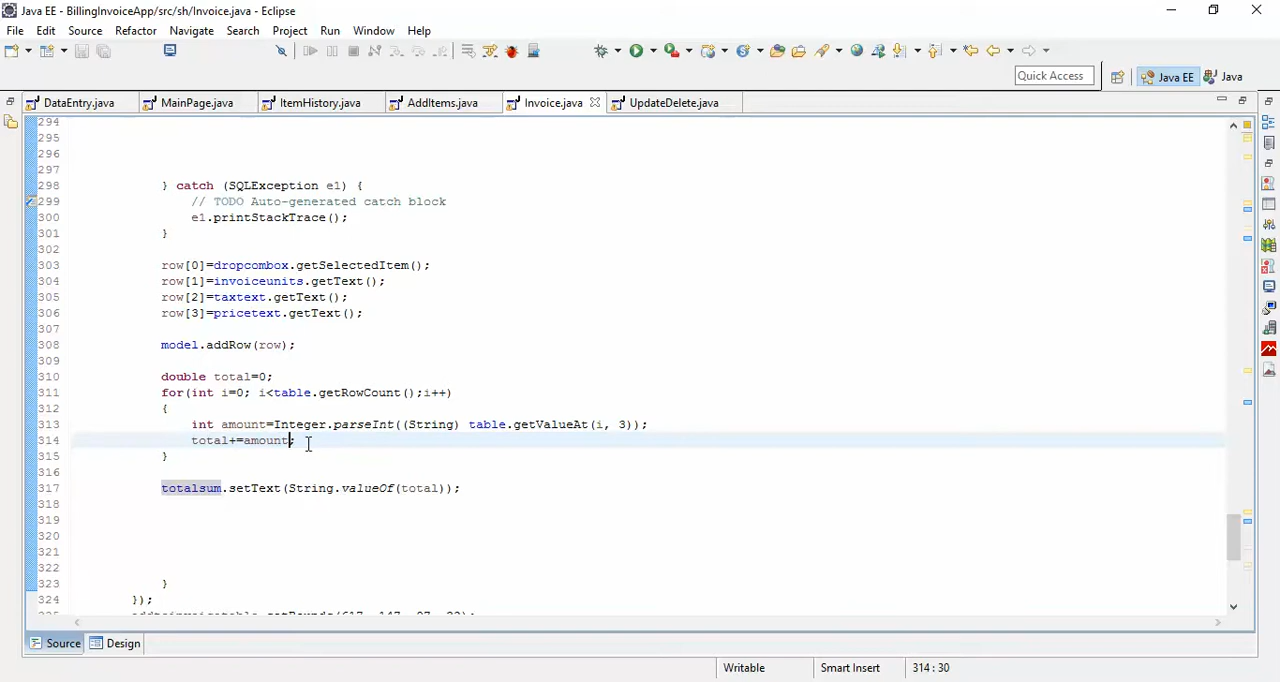 Java EE - BillingInvoiceApp/src/sh/Invoice.java - Eclipse
File Edit Source Refactor Navigate Search Project Run Window Help
Quick Access Java EE Java
DataEntry.java MainPage.java ItemHistory.java AddItems.java Invoice.java UpdateDelete.java
294
295
296
297
298 } catch (SQLException e1) {
299 // TODO Auto-generated catch block
300 e1.printStackTrace();
301 }
302
303 row[0]=dropcombox.getSelectedItem();
304 row[1]=invoiceunits.getText();
305 row[2]=taxtext.getText();
306 row[3]=pricetext.getText();
307
308 model.addRow(row);
309
310 double total=0;
311 for(int i=0; i<table.getRowCount();i++)
312 {
313 int amount=Integer.parseInt((String) table.getValueAt(i, 3));
314 total+=amount;
315 }
316
317 totalsum.setText(String.valueOf(total));
318
319
320
321
322
323 }
324 });
Source Design
Writable Smart Insert 314 : 30